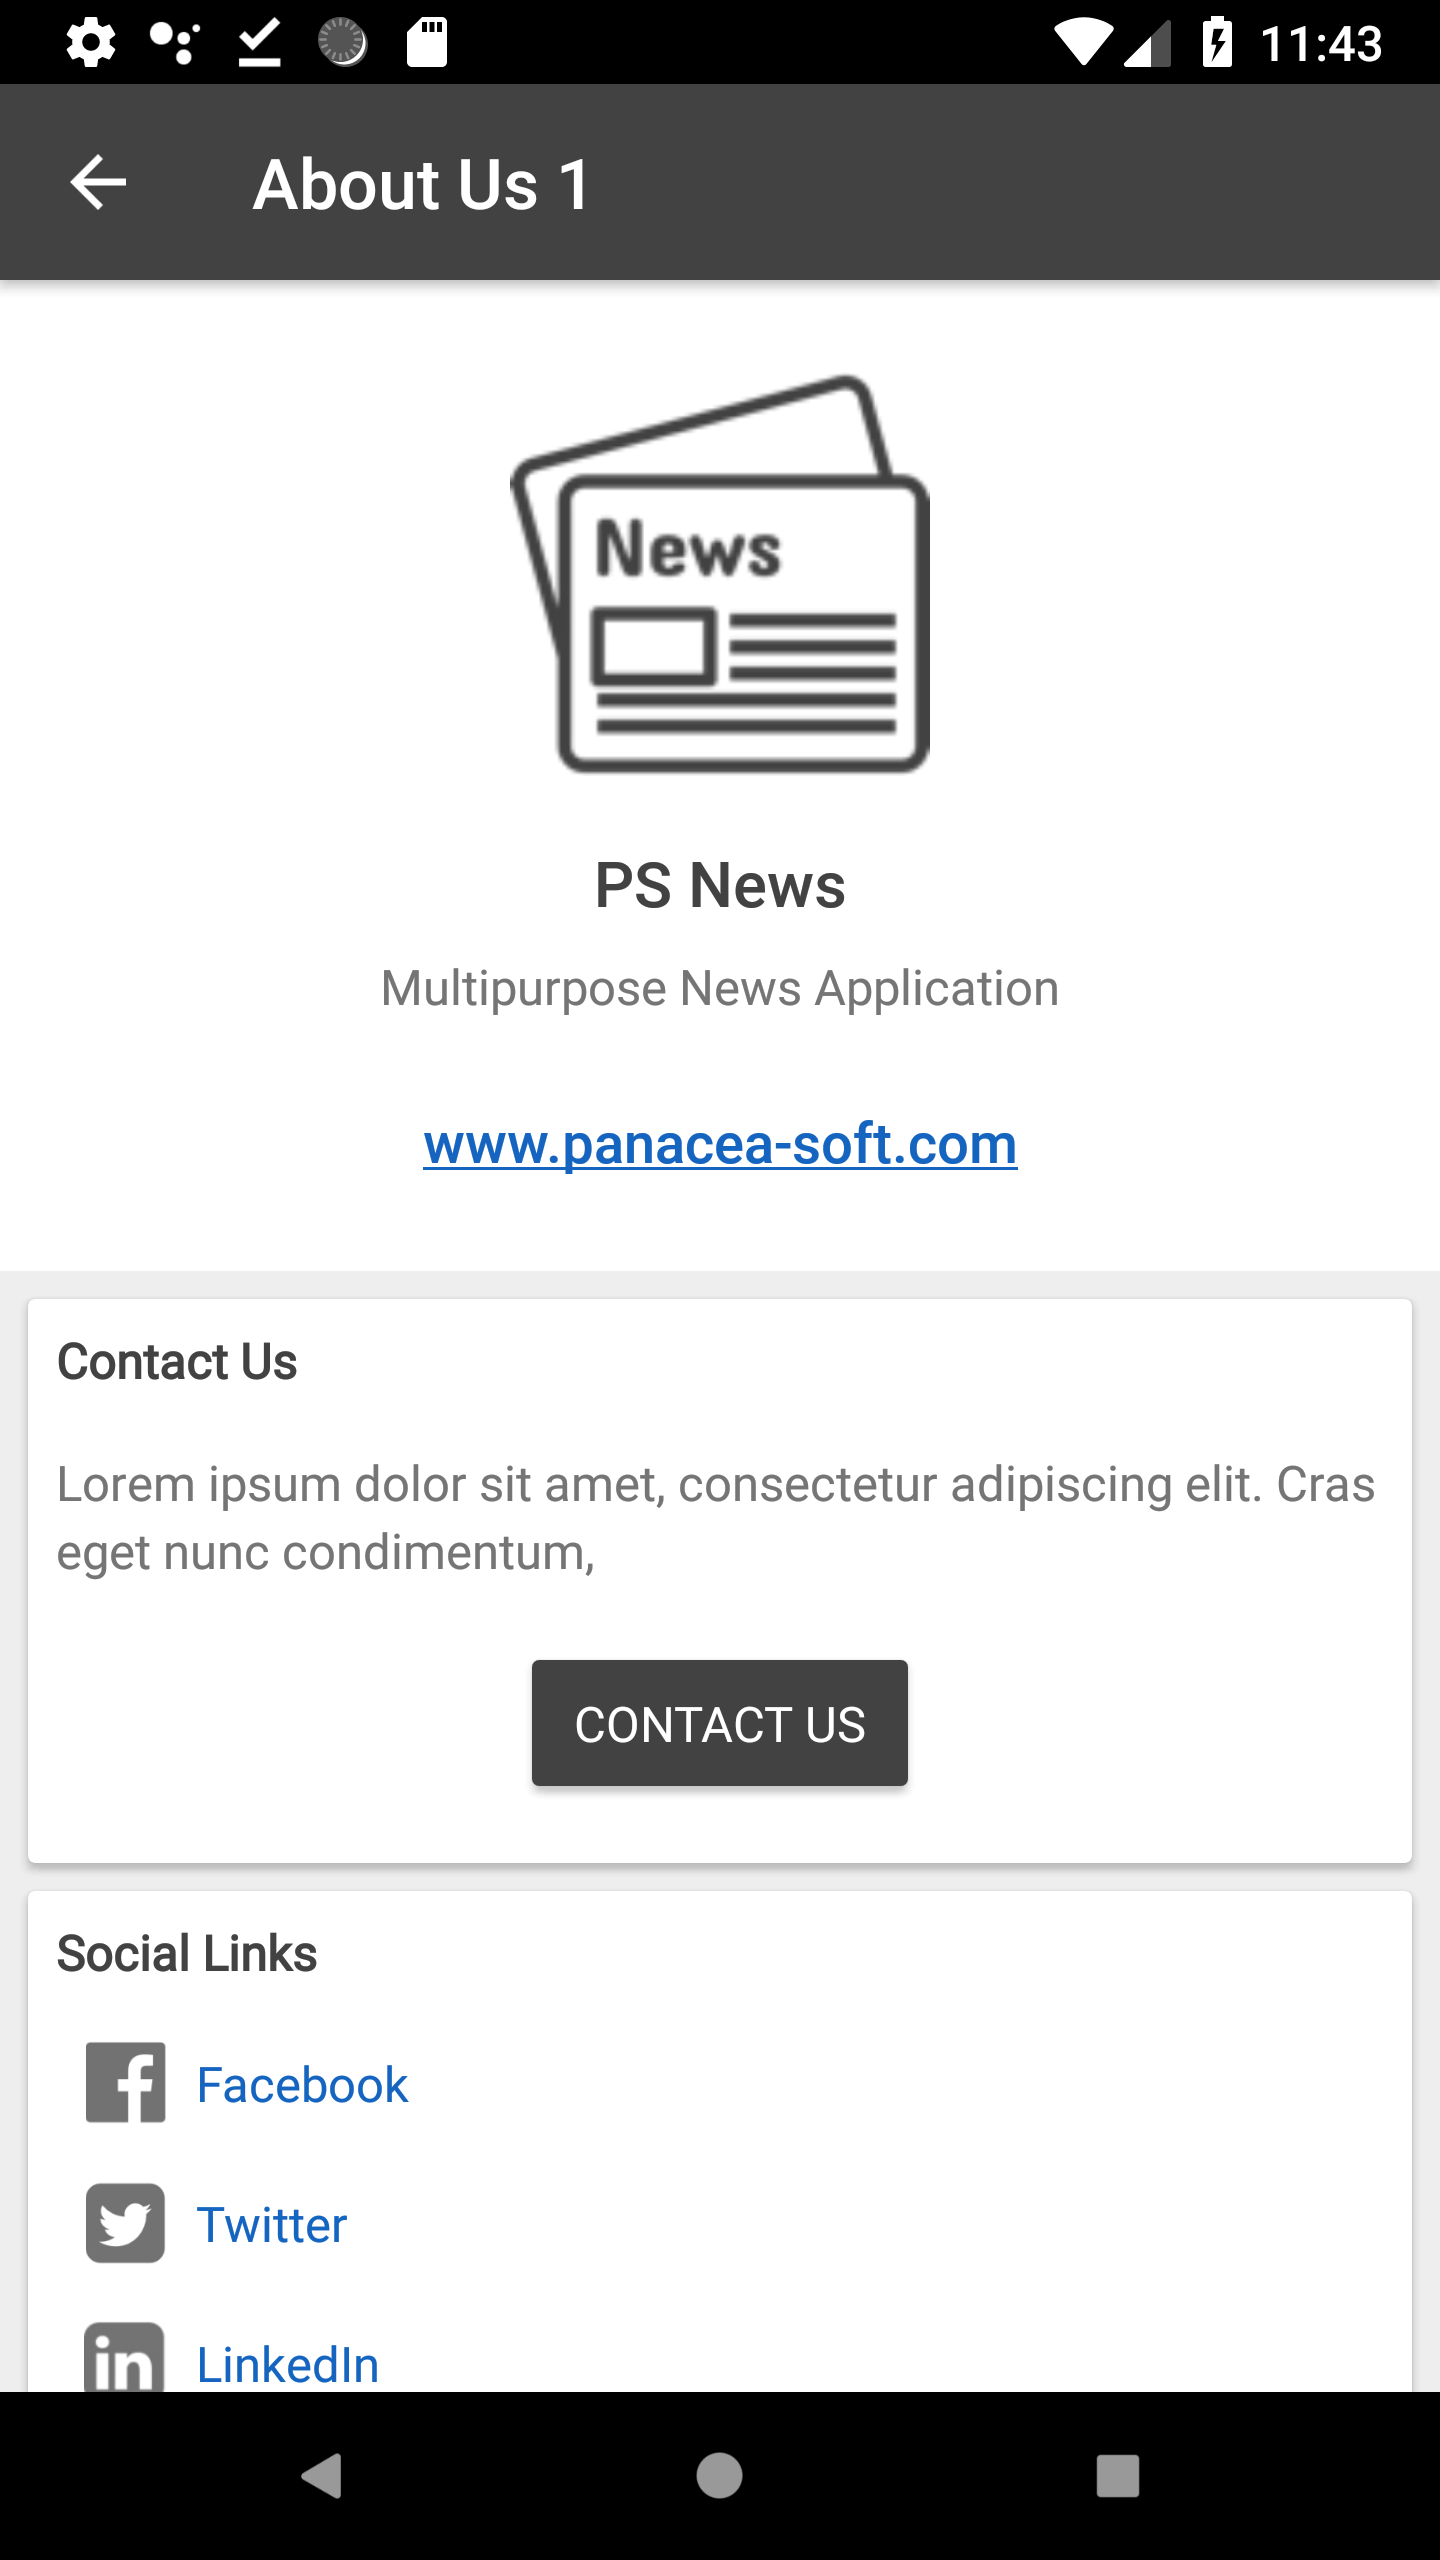 11:43
About Us 1
News
PS News
Multipurpose News Application
www.panacea-soft.com
Contact Us
Lorem ipsum dolor sit amet, consectetur adipiscing elit. Cras
eget nunc condimentum,
CONTACT US
Social Links
Facebook
Twitter
in LinkedIn